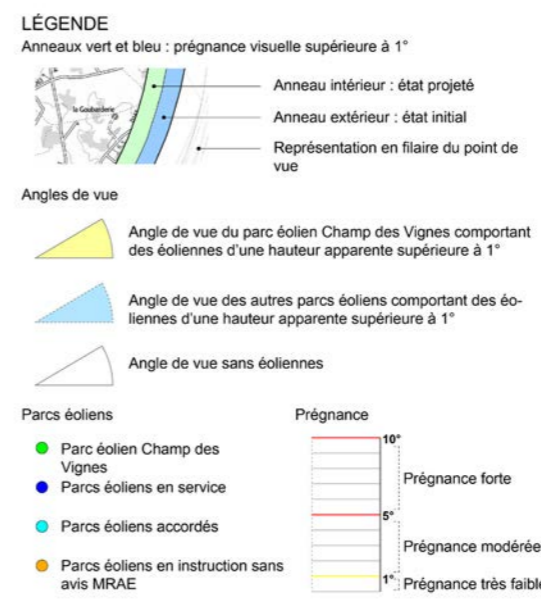 LÉGENDE
Anneaux vert et bleu : prégnance visuelle supérieure à 1°
la Goubarderie
Anneau intérieur : état projeté
Anneau extérieur : état initial
Représentation en filaire du point de
vue
Angles de vue
Angle de vue du parc éolien Champ des Vignes comportant
des éoliennes d'une hauteur apparente supérieure à 1°
Angle de vue des autres parcs éoliens comportant des éo-
liennes d'une hauteur apparente supérieure à 1°
Angle de vue sans éoliennes
Parcs éoliens
Parc éolien Champ des
Vignes
Parcs éoliens en service
Parcs éoliens accordés
Parcs éoliens en instruction sans
avis MRAE
Prégnance
10°
Prégnance forte
5°
Prégnance modérée
1°
Prégnance très faible